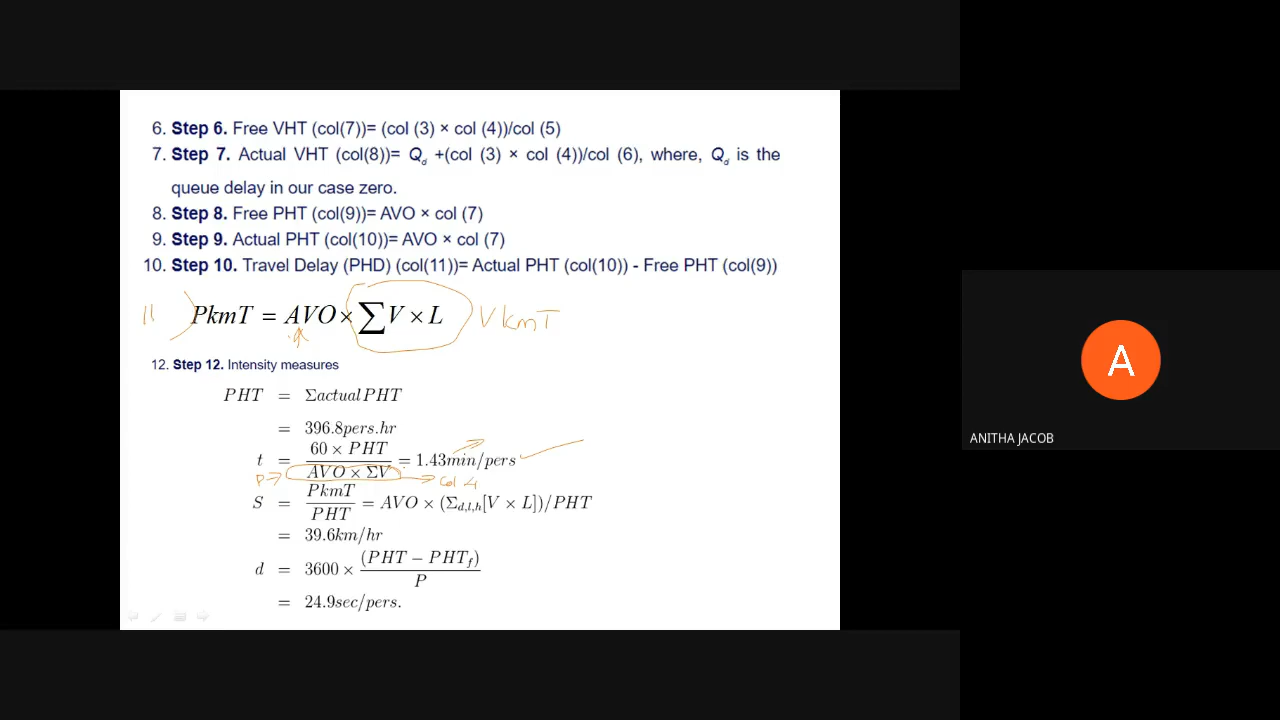 6. Step 6. Free VHT (col(7))= (col (3) × col (4))/col (5)
7. Step 7. Actual VHT (col(8))= Q_d +(col (3) × col (4))/col (6), where, Q_d is the
queue delay in our case zero.
8. Step 8. Free PHT (col(9))= AVO × col (7)
9. Step 9. Actual PHT (col(10))= AVO × col (7)
10. Step 10. Travel Delay (PHD) (col(11))= Actual PHT (col(10)) - Free PHT (col(9))
11) PkmT = AVO × ∑ V × L VkmT
12. Step 12. Intensity measures
PHT = ΣactualPHT
= 396.8pers.hr
t = 60 × PHT / AVO × ΣV = 1.43min/pers
P → → col 4
S = PkmT / PHT = AVO × (Σd,l,h[V × L])/PHT
= 39.6km/hr
d = 3600 × (PHT − PHT_f) / P
= 24.9sec/pers.
A
ANITHA JACOB